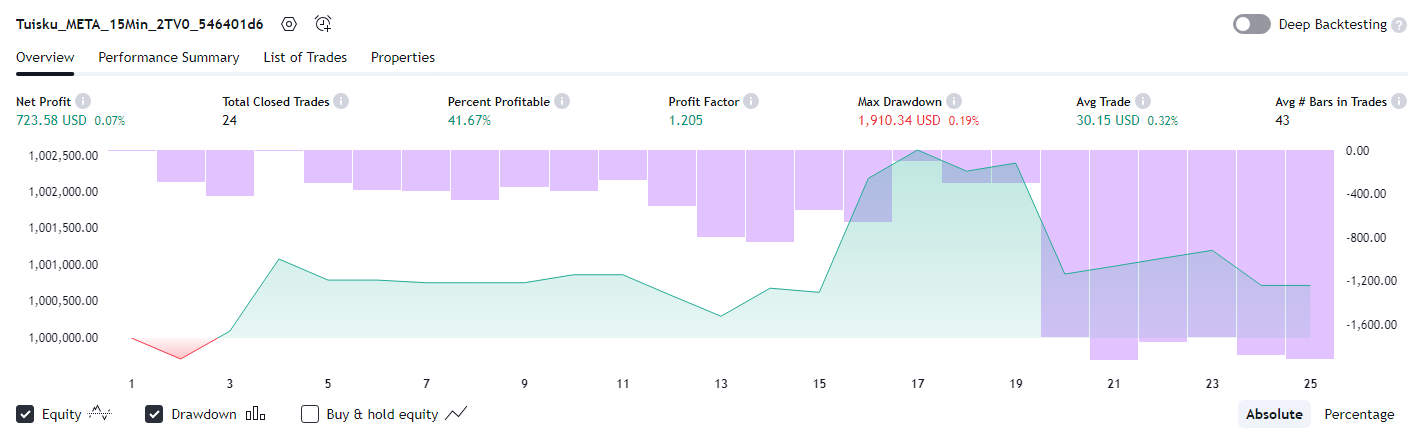 Tuisku_META_15Min_2TV0_546401d6
Deep Backtesting ?
Overview Performance Summary List of Trades Properties
Net Profit Total Closed Trades Percent Profitable Profit Factor Max Drawdown Avg Trade Avg # Bars in Trades
723.58 USD 0.07% 24 41.67% 1.205 1,910.34 USD 0.19% 30.15 USD 0.32% 43
1,002,500.00 0.00
1,002,000.00 -400.00
1,001,500.00 -800.00
1,001,000.00 -1,200.00
1,000,500.00 -1,600.00
1,000,000.00
1 3 5 7 9 11 13 15 17 19 21 23 25
Equity Drawdown Buy & hold equity Absolute Percentage